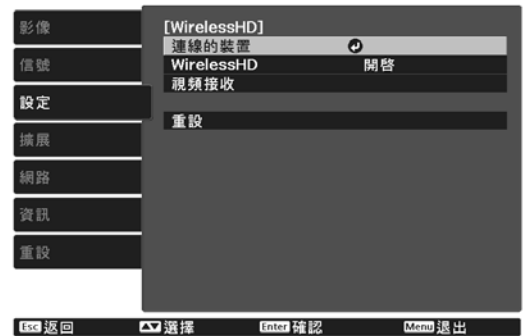 影像
信號
設定
擴展
網路
資訊
重設
[WirelessHD]
連線的裝置
WirelessHD 開啓
視頻接收
重設
Esc 返回 選擇 Enter 確認 Menu 退出